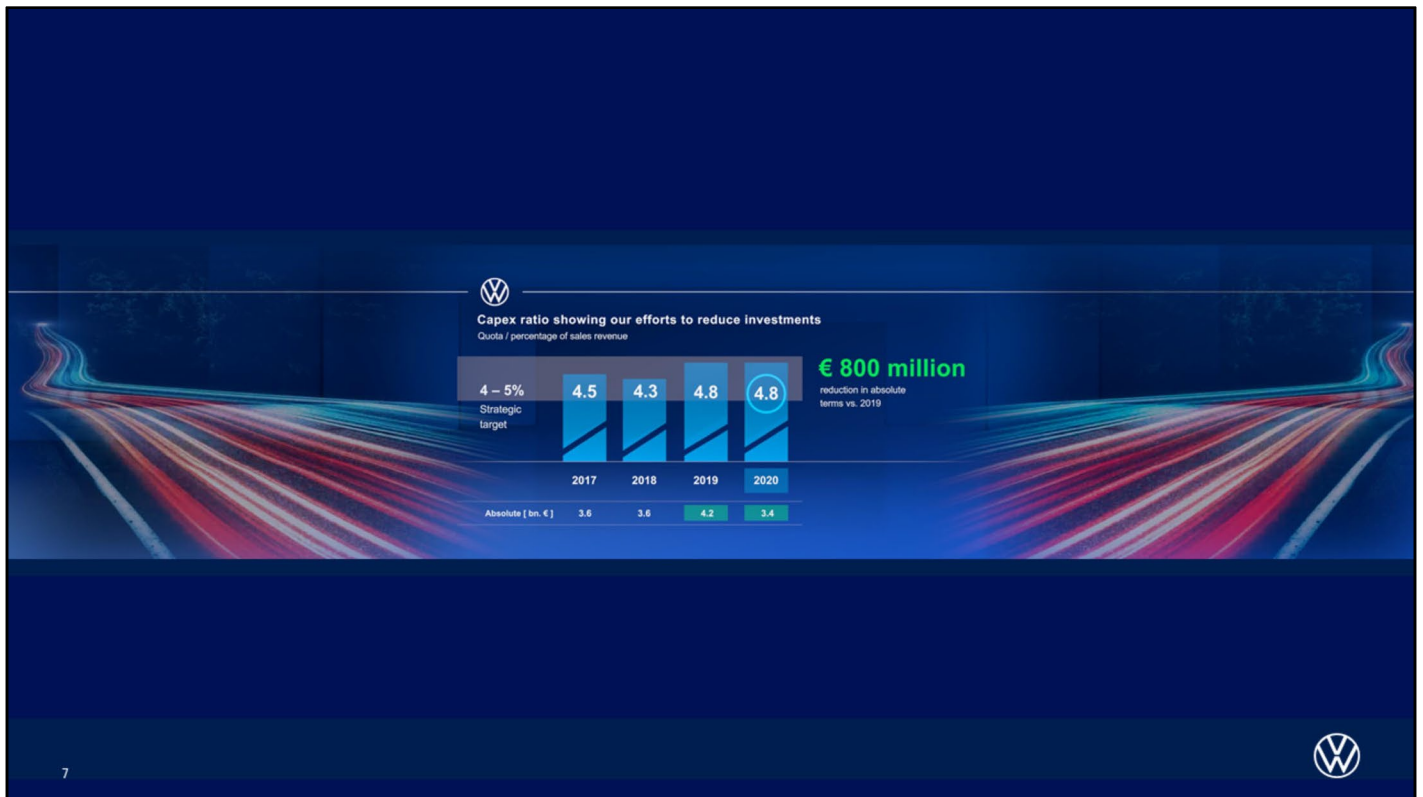 Capex ratio showing our efforts to reduce investments
Quota / percentage of sales revenue
4 – 5%
Strategic
target
4.5 4.3 4.8 4.8
€ 800 million
reduction in absolute
terms vs. 2019
2017 2018 2019 2020
Absolute [ bn. € ] 3.6 3.6 4.2 3.4
7